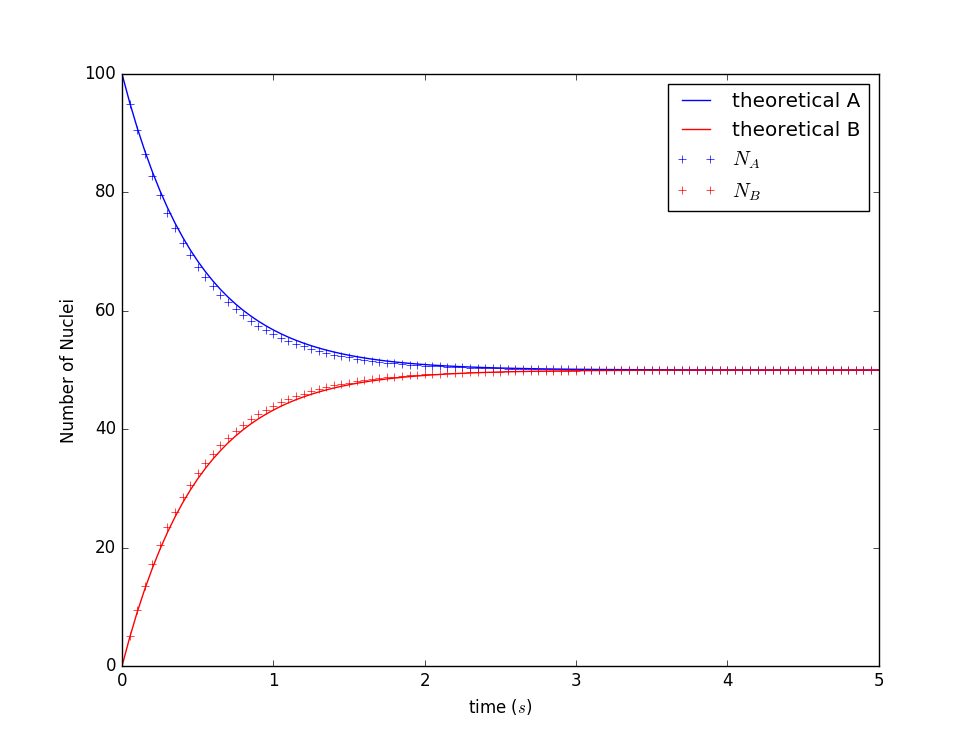 100
80
60
40
20
0
Number of Nuclei
theoretical A
theoretical B
N_A
N_B
0 1 2 3 4 5
time (s)